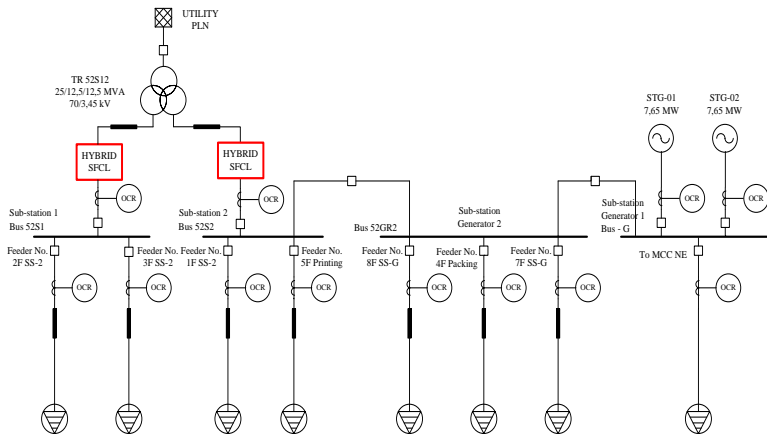 UTILITY
PLN
TR 52S12
25/12,5/12,5 MVA
70/3,45 kV
STG-01
7,65 MW
STG-02
7,65 MW
HYBRID
SFCL
HYBRID
SFCL
OCR
OCR
OCR
OCR
Sub-station 1
Bus 52S1
Sub-station 2
Bus 52S2
Bus 52GR2
Sub-station
Generator 2
Sub-station
Generator 1
Bus - G
Feeder No.
2F SS-2
Feeder No.
3F SS-2
Feeder No.
1F SS-2
Feeder No.
5F Printing
Feeder No.
8F SS-G
Feeder No.
4F Packing
Feeder No.
7F SS-G
To MCC NE
OCR
OCR
OCR
OCR
OCR
OCR
OCR
OCR